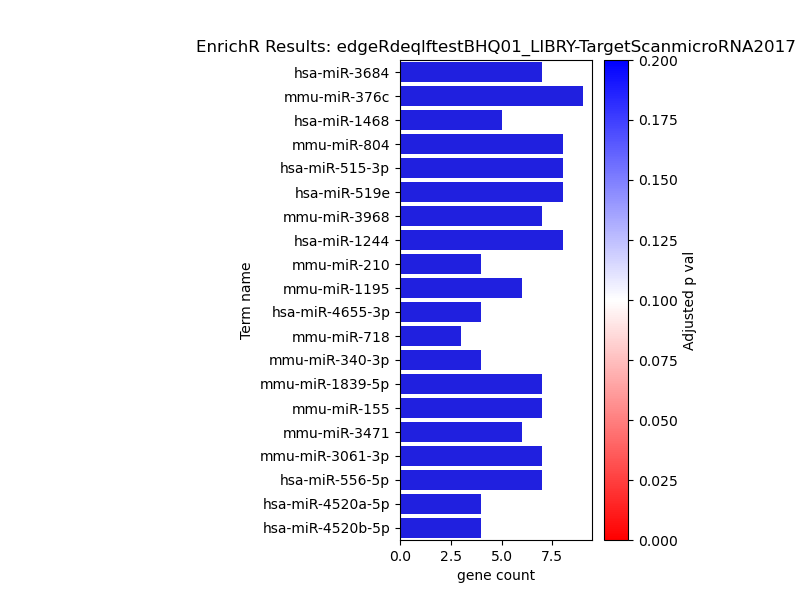 EnrichR Results: edgeRdeqlftestBHQ01_LIBRY-TargetScanmicroRNA2017
hsa-miR-3684
mmu-miR-376c
hsa-miR-1468
mmu-miR-804
hsa-miR-515-3p
hsa-miR-519e
mmu-miR-3968
hsa-miR-1244
mmu-miR-210
mmu-miR-1195
hsa-miR-4655-3p
mmu-miR-718
mmu-miR-340-3p
mmu-miR-1839-5p
mmu-miR-155
mmu-miR-3471
mmu-miR-3061-3p
hsa-miR-556-5p
hsa-miR-4520a-5p
hsa-miR-4520b-5p
Term name
0.0 2.5 5.0 7.5
gene count
0.200
0.175
0.150
0.125
0.100
0.075
0.050
0.025
0.000
Adjusted p val